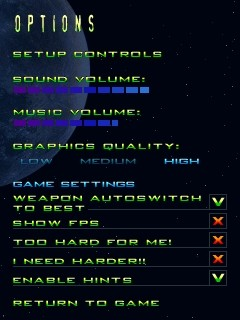 OPTIONS
SETUP CONTROLS
SOUND VOLUME:
MUSIC VOLUME:
GRAPHICS QUALITY:
LOW MEDIUM HIGH
GAME SETTINGS
WEAPON AUTOSWITCH
TO BEST
SHOW FPS
TOO HARD FOR ME!
I NEED HARDER!!
ENABLE HINTS
RETURN TO GAME